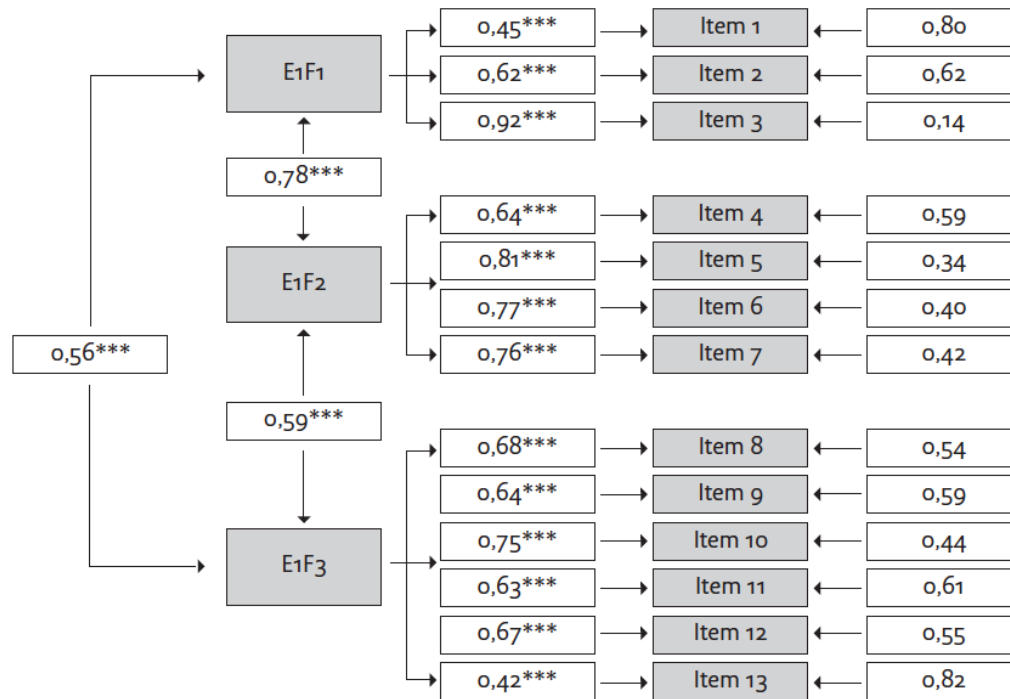 0,45*** Item 1 0,80
E1F1 0,62*** Item 2 0,62
0,92*** Item 3 0,14
0,78***
0,64*** Item 4 0,59
0,81*** Item 5 0,34
E1F2
0,77*** Item 6 0,40
0,76*** Item 7 0,42
0,56***
0,59***
0,68*** Item 8 0,54
0,64*** Item 9 0,59
0,75*** Item 10 0,44
E1F3
0,63*** Item 11 0,61
0,67*** Item 12 0,55
0,42*** Item 13 0,82